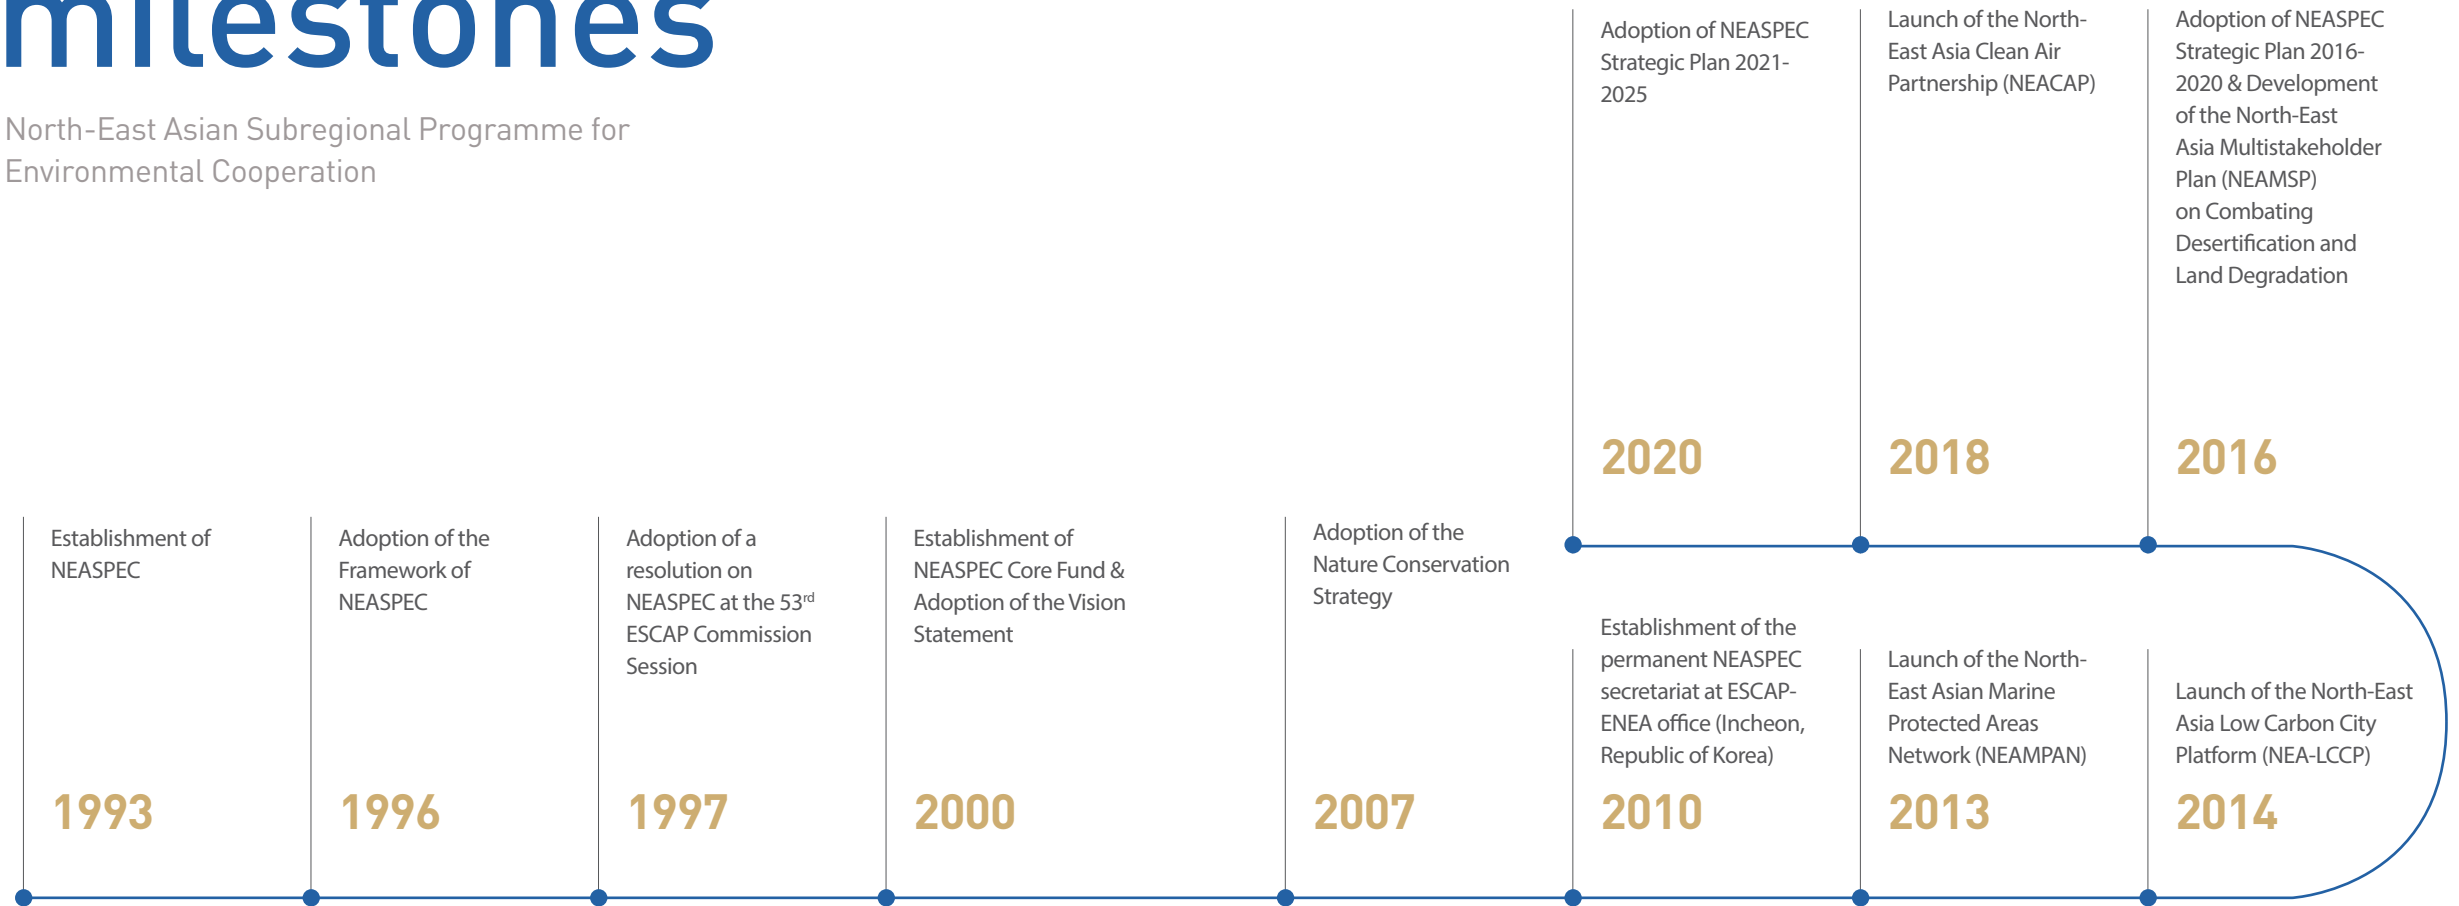 milestones
North-East Asian Subregional Programme for
Environmental Cooperation
Establishment of
NEASPEC
1993
Adoption of the
Framework of
NEASPEC
1996
Adoption of a
resolution on
NEASPEC at the 53rd
ESCAP Commission
Session
1997
Establishment of
NEASPEC Core Fund &
Adoption of the Vision
Statement
2000
Adoption of the
Nature Conservation
Strategy
2007
Establishment of the
permanent NEASPEC
secretariat at ESCAP-
ENEA office (Incheon,
Republic of Korea)
2010
Launch of the North-
East Asian Marine
Protected Areas
Network (NEAMPAN)
2013
Launch of the North-East
Asia Low Carbon City
Platform (NEA-LCCP)
2014
Adoption of NEASPEC
Strategic Plan 2016-
2020 & Development
of the North-East
Asia Multistakeholder
Plan (NEAMSP)
on Combating
Desertification and
Land Degradation
2016
Launch of the North-
East Asia Clean Air
Partnership (NEACAP)
2018
Adoption of NEASPEC
Strategic Plan 2021-
2025
2020